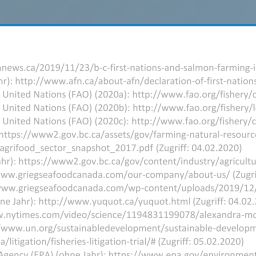 news.ca/2019/11/23/b-c-first-nations-and-salmon-farming-i
hr): http://www.afn.ca/about-afn/declaration-of-first-nations
United Nations (FAO) (2020a): http://www.fao.org/fishery/c
United Nations (FAO) (2020b): http://www.fao.org/fishery/l
United Nations (FAO) (2020c): http://www.fao.org/fishery/c
https://www2.gov.bc.ca/assets/gov/farming-natural-resourc
agrifood_sector_snapshot_2017.pdf (Zugriff: 04.02.2020)
ahr): https://www2.gov.bc.ca/gov/content/industry/agricultu
www.griegseafoodcanada.com/our-company/about-us/ (Zugri
www.griegseafoodcanada.com/wp-content/uploads/2019/12/
ne Jahr): http://www.yuquot.ca/yuquot.html (Zugriff: 04.02.
w.nytimes.com/video/science/1194831199078/alexandra-mo
www.un.org/sustainabledevelopment/sustainable-developm
a/litigation/fisheries-litigation-trial/# (Zugriff: 05.02.2020)
Agency (EPA) (ohne Jahr): https://www.epa.gov/environment